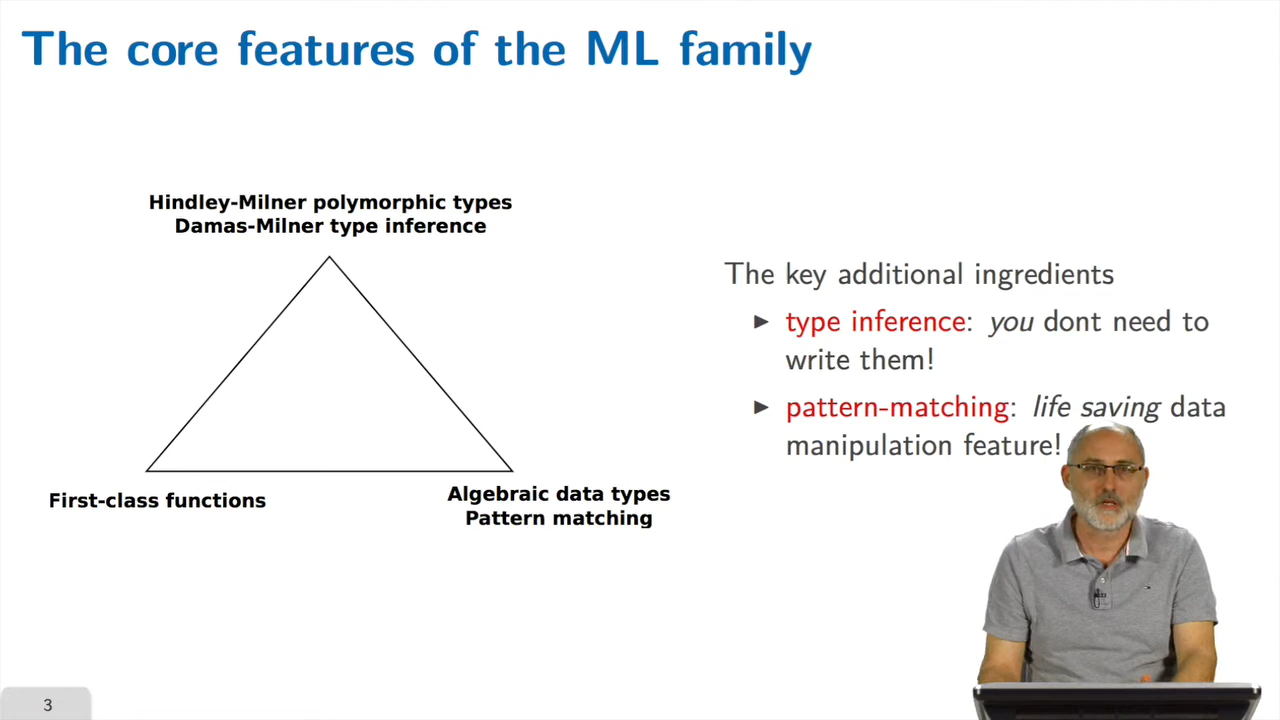 The core features of the ML family
Hindley-Milner polymorphic types
Damas-Milner type inference
First-class functions
Algebraic data types
Pattern matching
The key additional ingredients
▶ type inference: you dont need to
write them!
▶ pattern-matching: life saving data
manipulation feature!
3